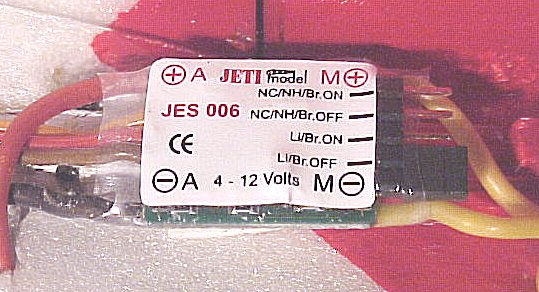 ⊕ A JETI model M ⊕
NC/NH/Br.ON
JES 006 NC/NH/Br.OFF
Li/Br.ON
CE Li/Br.OFF
⊖ A 4 - 12 Volts M ⊖